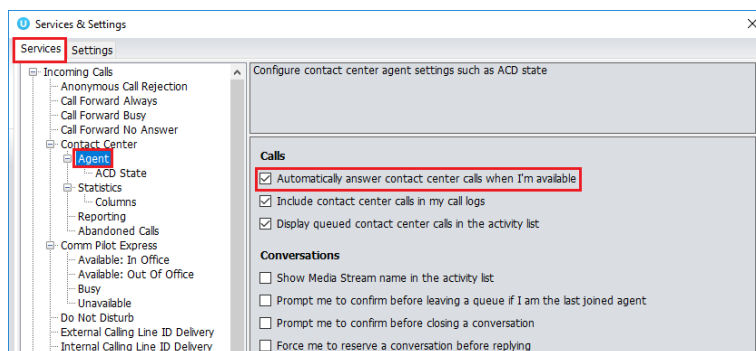 Services & Settings
Services Settings
Incoming Calls
Anonymous Call Rejection
Call Forward Always
Call Forward Busy
Call Forward No Answer
Contact Center
Agent
ACD State
Statistics
Columns
Reporting
Abandoned Calls
Comm Pilot Express
Available: In Office
Available: Out Of Office
Busy
Unavailable
Do Not Disturb
External Calling Line ID Delivery
Internal Calling Line ID Delivery
Configure contact center agent settings such as ACD state
Calls
Automatically answer contact center calls when I'm available
Include contact center calls in my call logs
Display queued contact center calls in the activity list
Conversations
Show Media Stream name in the activity list
Prompt me to confirm before leaving a queue if I am the last joined agent
Prompt me to confirm before closing a conversation
Force me to reserve a conversation before replying